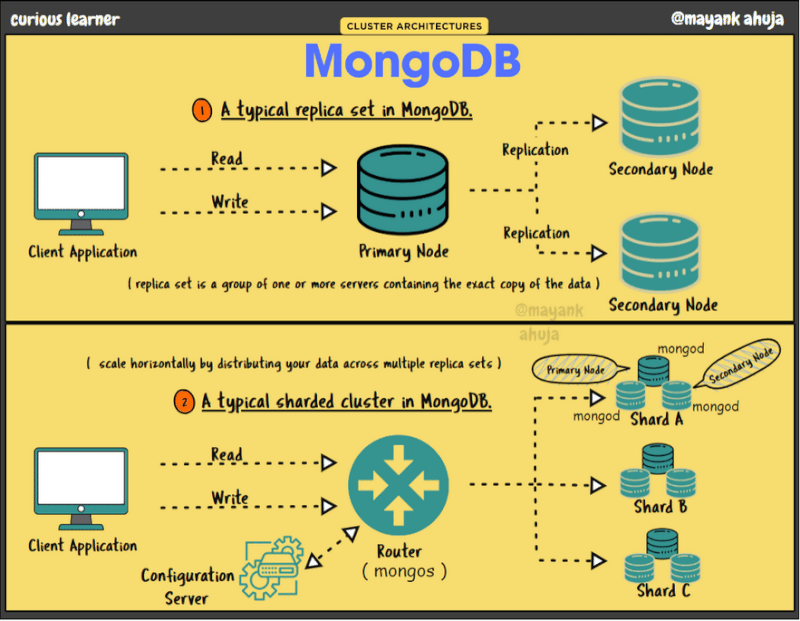 curious learner
CLUSTER ARCHITECTURES
@mayank ahuja
MongoDB
1 A typical replica set in MongoDB.
Read
Write
Client Application
Primary Node
Replication
Secondary Node
Replication
Secondary Node
( replica set is a group of one or more servers containing the exact copy of the data )
@mayank
ahuja
( scale horizontally by distributing your data across multiple replica sets )
2 A typical sharded cluster in MongoDB.
mongod
Primary Node
Secondary Node
mongod
mongod
Shard A
Read
Write
Client Application
Router
( mongos )
Configuration
Server
Shard B
Shard C